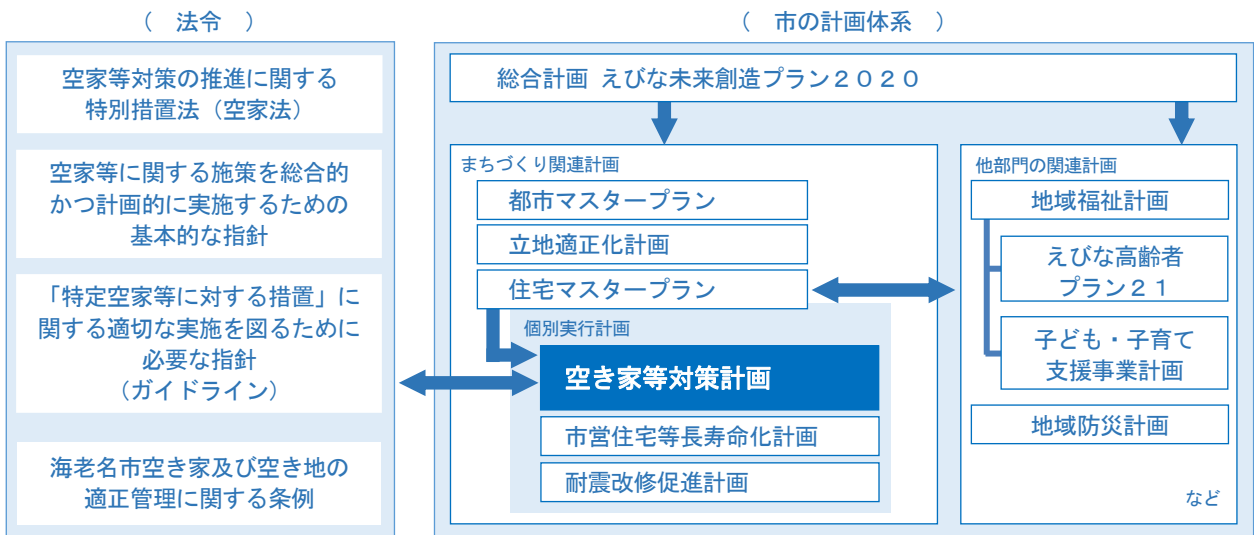 （　法令　）
空家等対策の推進に関する
特別措置法（空家法）
空家等に関する施策を総合的
かつ計画的に実施するための
基本的な指針
「特定空家等に対する措置」に
関する適切な実施を図るために
必要な指針
（ガイドライン）
海老名市空き家及び空き地の
適正管理に関する条例
（　市の計画体系　）
総合計画 えびな未来創造プラン２０２０
まちづくり関連計画
都市マスタープラン
立地適正化計画
住宅マスタープラン
個別実行計画
空き家等対策計画
市営住宅等長寿命化計画
耐震改修促進計画
他部門の関連計画
地域福祉計画
えびな高齢者
プラン２１
子ども・子育て
支援事業計画
地域防災計画
など